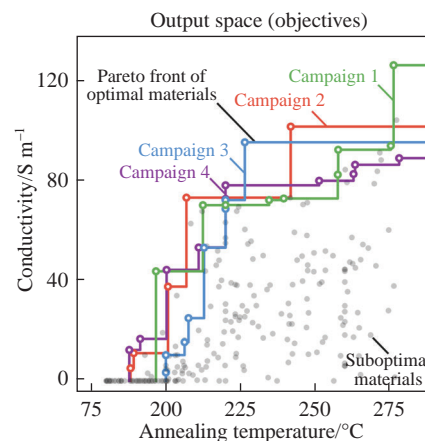 Output space (objectives)
Conductivity/S m⁻¹
120
80
40
0
Pareto front of
optimal materials
Campaign 1
Campaign 2
Campaign 3
Campaign 4
Suboptimal
materials
75
200
225
250
275
Annealing temperature/°C